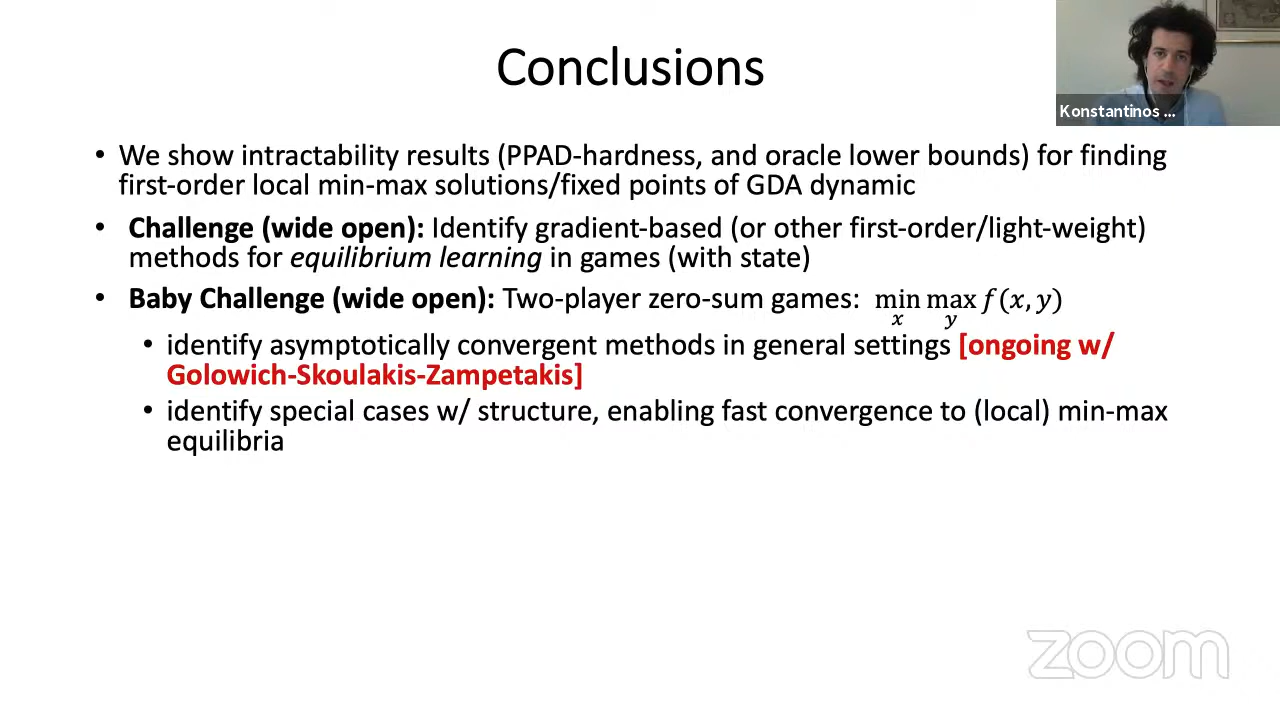 Conclusions
Konstantinos ...
• We show intractability results (PPAD-hardness, and oracle lower bounds) for finding
first-order local min-max solutions/fixed points of GDA dynamic
• Challenge (wide open): Identify gradient-based (or other first-order/light-weight)
methods for equilibrium learning in games (with state)
• Baby Challenge (wide open): Two-player zero-sum games: min max f(x, y)
x y
• identify asymptotically convergent methods in general settings [ongoing w/
Golowich-Skoulakis-Zampetakis]
• identify special cases w/ structure, enabling fast convergence to (local) min-max
equilibria
zoom